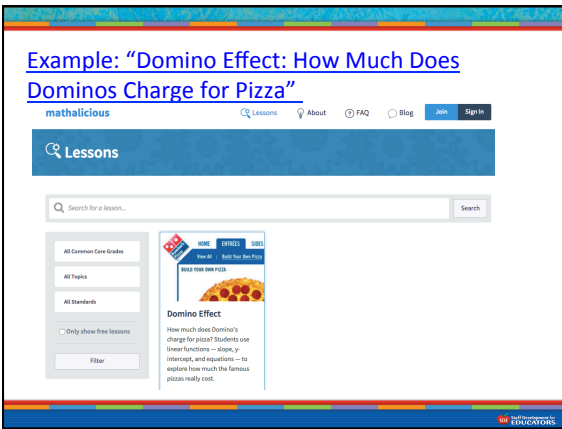 Example: “Domino Effect: How Much Does
Dominos Charge for Pizza”
mathalicious
Lessons
About
FAQ
Blog
Join
Sign In
Lessons
Search for a lesson...
Search
All Common Core Grades
All Topics
All Standards
Only show free lessons
Filter
HOME ENTRÉES SIDES
View All | Build Your Own Pizza
BUILD YOUR OWN PIZZA
Domino Effect
How much does Domino's
charge for pizza? Students use
linear functions — slope, y-
intercept, and equations — to
explore how much the famous
pizzas really cost.
SDE Staff Development for
EDUCATORS